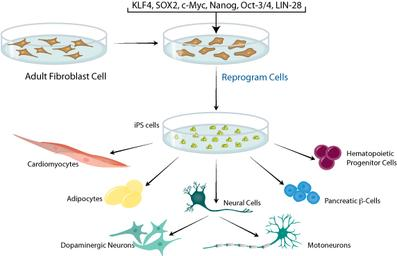 KLF4, SOX2, c-Myc, Nanog, Oct-3/4, LIN-28
Adult Fibroblast Cell
Reprogram Cells
iPS cells
Cardiomyocytes
Hematopoietic
Progenitor Cells
Adipocytes
Neural Cells
Pancreatic β-Cells
Dopaminergic Neurons
Motoneurons